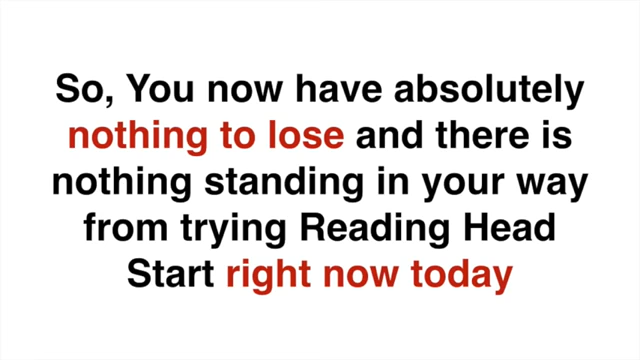 So, You now have absolutely
nothing to lose and there is
nothing standing in your way
from trying Reading Head
Start right now today